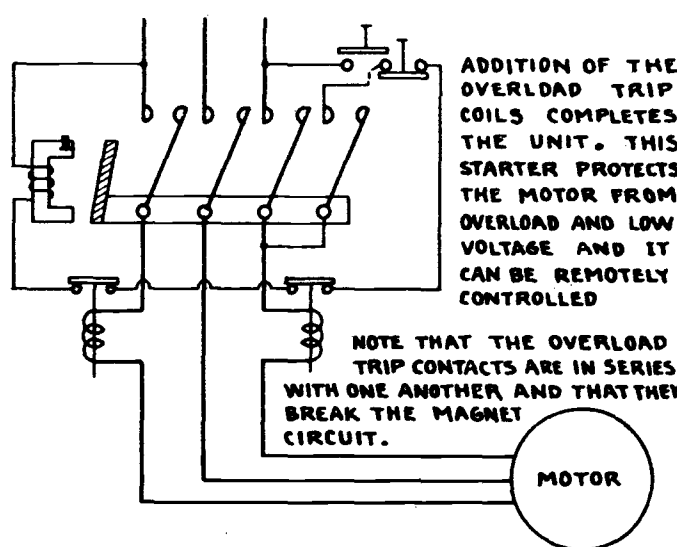 ADDITION OF THE
OVERLOAD TRIP
COILS COMPLETES
THE UNIT. THIS
STARTER PROTECTS
THE MOTOR FROM
OVERLOAD AND LOW
VOLTAGE AND IT
CAN BE REMOTELY
CONTROLLED
NOTE THAT THE OVERLOAD
TRIP CONTACTS ARE IN SERIES
WITH ONE ANOTHER AND THAT THEY
BREAK THE MAGNET
CIRCUIT.
MOTOR